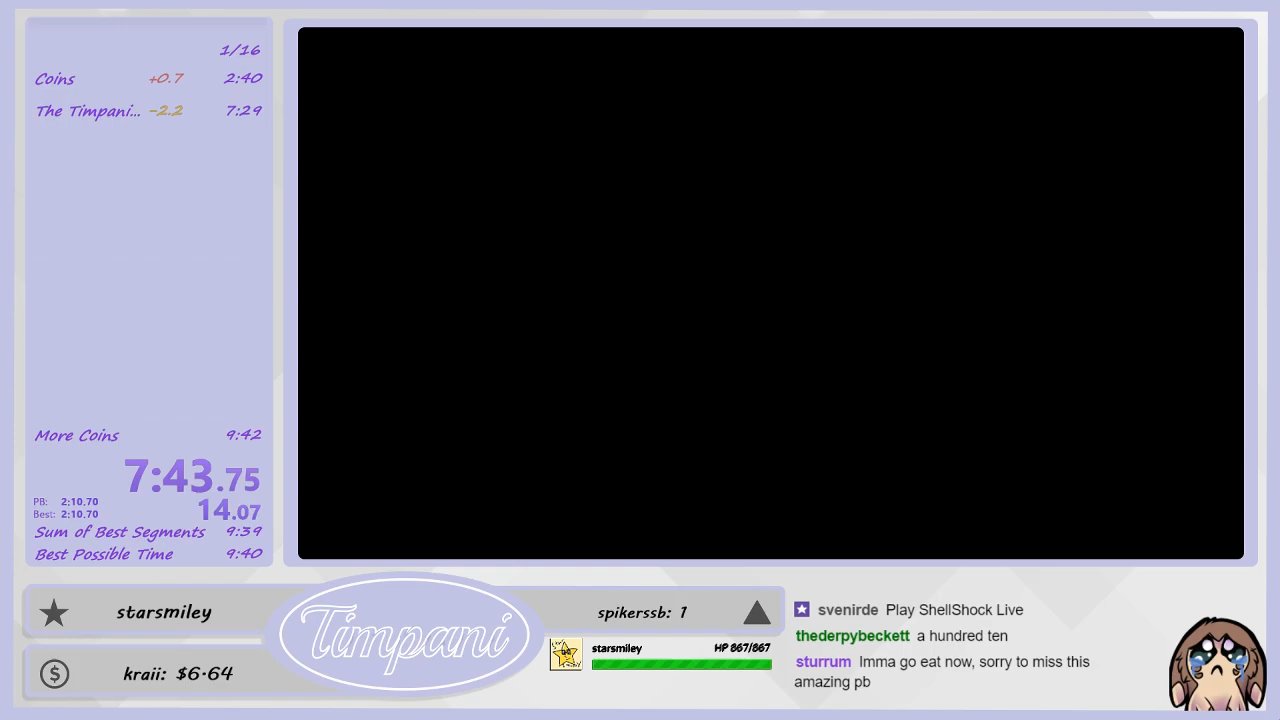 1/16
Coins +0.7 2:40
The Timpani... -2.2 7:29
More Coins 9:42
7:43.75
PB: 2:10.70
Best: 2:10.70
14.07
Sum of Best Segments 9:39
Best Possible Time 9:40
starsmiley
kraii: $6.64
Timpani
spikerssb: 1
starsmiley HP 867/867
svenirde Play ShellShock Live
thederpybeckett a hundred ten
sturrum Imma go eat now, sorry to miss this
amazing pb